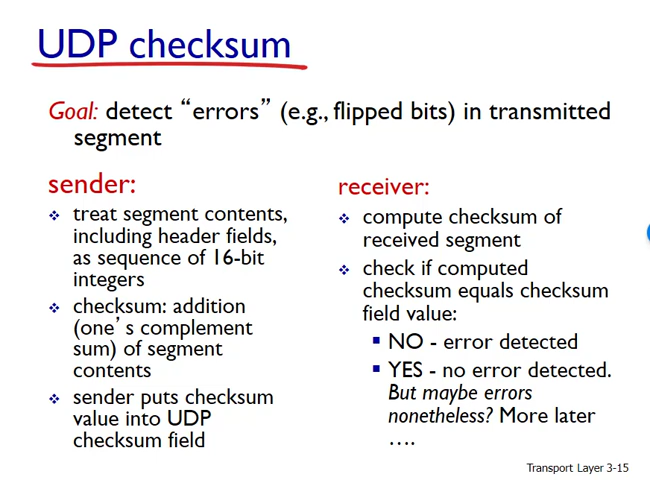 UDP checksum
Goal: detect “errors” (e.g., flipped bits) in transmitted
segment
sender:
❖ treat segment contents,
including header fields,
as sequence of 16-bit
integers
❖ checksum: addition
(one’s complement
sum) of segment
contents
❖ sender puts checksum
value into UDP
checksum field
receiver:
❖ compute checksum of
received segment
❖ check if computed
checksum equals checksum
field value:
▪ NO - error detected
▪ YES - no error detected.
But maybe errors
nonetheless? More later
….
Transport Layer 3-15